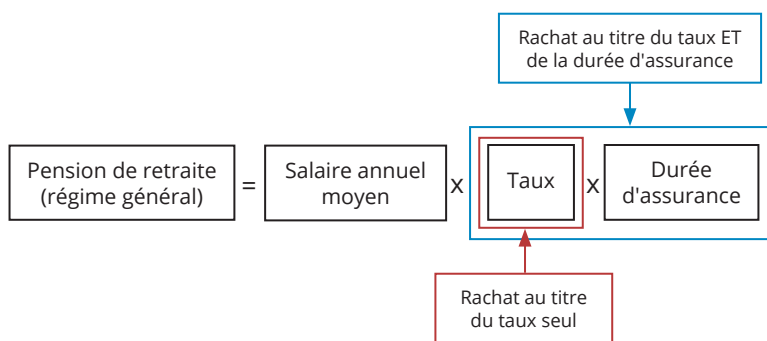 Rachat au titre du taux ET
de la durée d'assurance
Pension de retraite
(régime général)
=
Salaire annuel
moyen
x
Taux
x
Durée
d'assurance
Rachat au titre
du taux seul